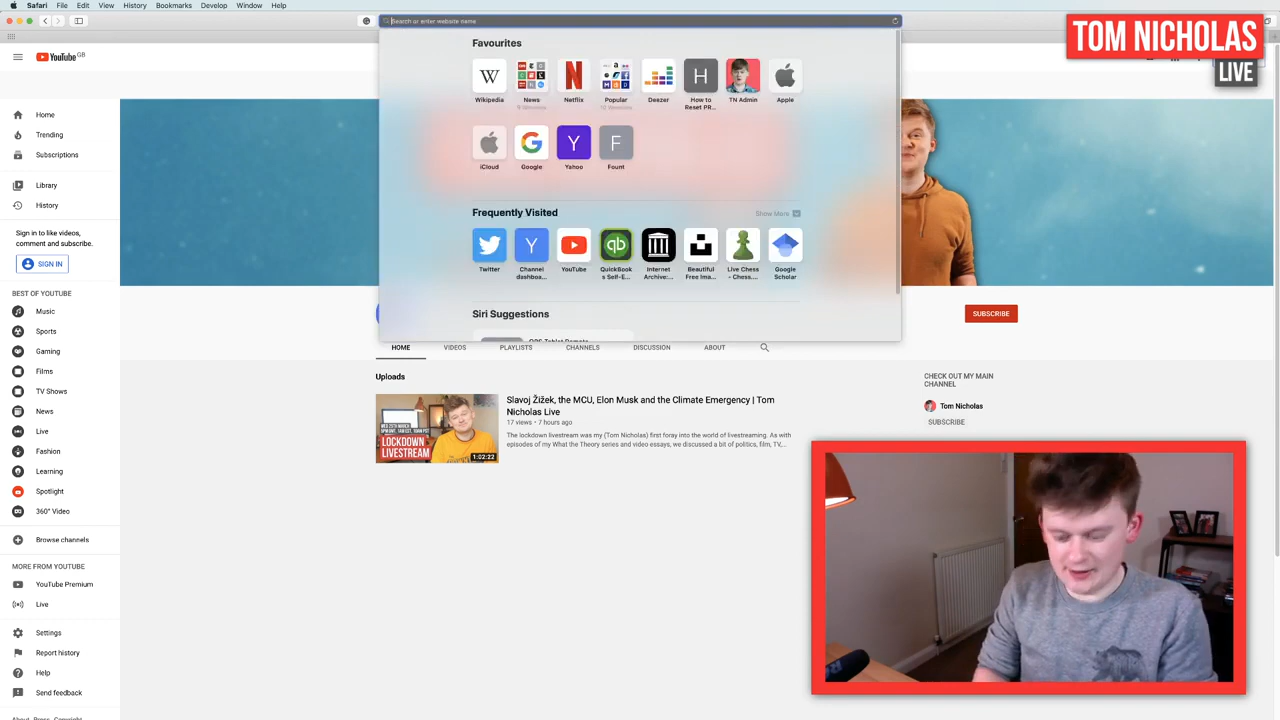 Safari File Edit View History Bookmarks Develop Window Help
Search or enter website name
TOM NICHOLAS
LIVE
YouTube GB
Favourites
Wikipedia News Netflix Popular Deezer How to Reset PR... TN Admin Apple
H
iCloud Google Yahoo Fount
Y F
Frequently Visited
Show More
Twitter Channel dashboa... YouTube QuickBook s Self-E... Internet Archive:... Beautiful Free Ima... Live Chess - Chess.... Google Scholar
Siri Suggestions
Home
Trending
Subscriptions
Library
History
Sign in to like videos,
comment and subscribe.
SIGN IN
BEST OF YOUTUBE
Music
Sports
Gaming
Films
TV Shows
News
Live
Fashion
Learning
Spotlight
360° Video
Browse channels
MORE FROM YOUTUBE
YouTube Premium
Live
Settings
Report history
Help
Send feedback
SUBSCRIBE
HOME VIDEOS PLAYLISTS CHANNELS DISCUSSION ABOUT
Uploads
WED 25TH MARCH
LOCKDOWN
LIVESTREAM
1:02:22
Slavoj Žižek, the MCU, Elon Musk and the Climate Emergency | Tom
Nicholas Live
17 views • 7 hours ago
The lockdown livestream was my (Tom Nicholas) first foray into the world of livestreaming. As with
episodes of my What the Theory series and video essays, we discussed a bit of politics, film, TV,...
CHECK OUT MY MAIN
CHANNEL
Tom Nicholas
SUBSCRIBE